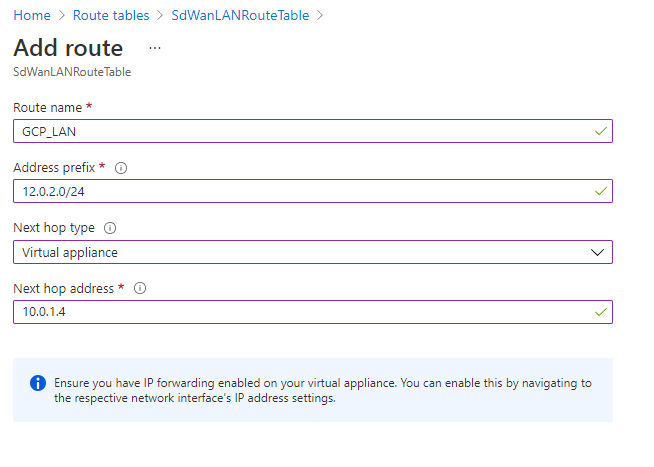 Home > Route tables > SdWanLANRouteTable >
Add route ...
SdWanLANRouteTable
Route name *
GCP_LAN
Address prefix *
12.0.2.0/24
Next hop type
Virtual appliance
Next hop address *
10.0.1.4
Ensure you have IP forwarding enabled on your virtual appliance. You can enable this by navigating to
the respective network interface's IP address settings.